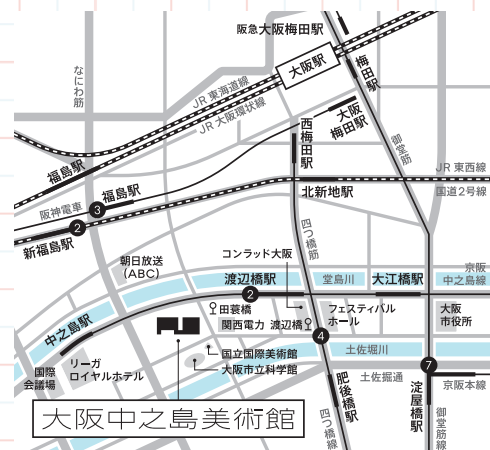 阪急大阪梅田駅
大阪駅
梅田駅
なにわ筋
JR東海道線
JR大阪環状線
大阪
梅田駅
西梅田駅
御堂筋
福島駅
福島駅
JR東西線
北新地駅
国道2号線
阪神電車
3
2
新福島駅
四つ橋筋
朝日放送
(ABC)
コンラッド大阪
渡辺橋駅
堂島川
大江橋駅
京阪
中之島線
2
田蓑橋
関西電力
渡辺橋
フェスティバル
ホール
大阪
市役所
中之島駅
4
国立国際美術館
大阪市立科学館
土佐堀川
国際
会議場
リーガ
ロイヤルホテル
7
土佐堀通
京阪本線
肥後橋駅
淀屋橋駅
四つ橋線
御堂筋線
大阪中之島美術館